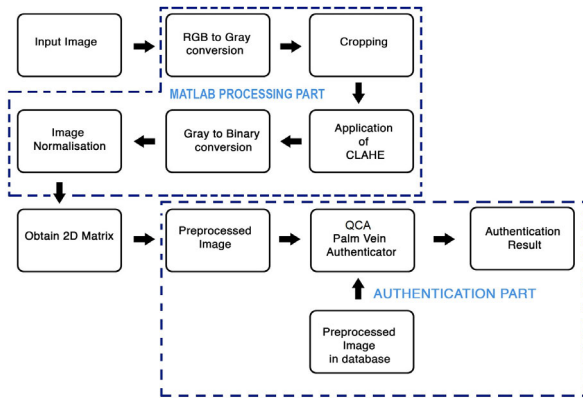 Input Image
RGB to Gray
conversion
Cropping
MATLAB PROCESSING PART
Image
Normalisation
Gray to Binary
conversion
Application
of
CLAHE
Obtain 2D Matrix
Preprocessed
Image
QCA
Palm Vein
Authenticator
Authentication
Result
AUTHENTICATION PART
Preprocessed
Image
in database